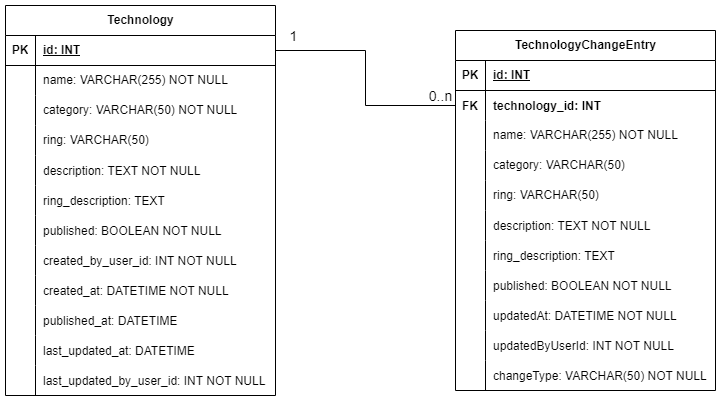 Technology
PK id: INT
name: VARCHAR(255) NOT NULL
category: VARCHAR(50) NOT NULL
ring: VARCHAR(50)
description: TEXT NOT NULL
ring_description: TEXT
published: BOOLEAN NOT NULL
created_by_user_id: INT NOT NULL
created_at: DATETIME NOT NULL
published_at: DATETIME
last_updated_at: DATETIME
last_updated_by_user_id: INT NOT NULL
1
0..n
TechnologyChangeEntry
PK id: INT
FK technology_id: INT
name: VARCHAR(255) NOT NULL
category: VARCHAR(50)
ring: VARCHAR(50)
description: TEXT NOT NULL
ring_description: TEXT
published: BOOLEAN NOT NULL
updatedAt: DATETIME NOT NULL
updatedByUserId: INT NOT NULL
changeType: VARCHAR(50) NOT NULL